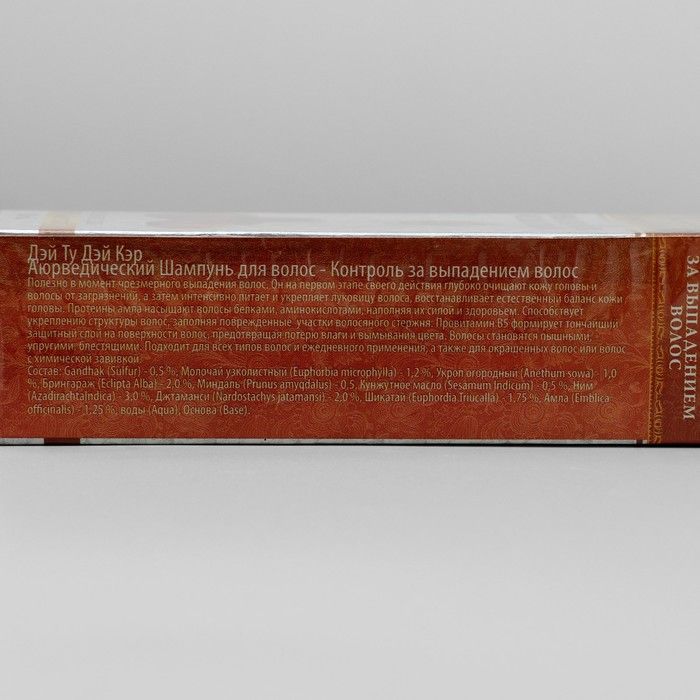 Дэй Ту Дэй Кэр
Аюрведический Шампунь для волос - Контроль за выпадением волос
Полезно в момент чрезмерного выпадения волос. Он на первом этапе своего действия глубоко очищают кожу головы и
волосы от загрязнений, а затем интенсивно питает и укрепляет луковицу волоса, восстанавливает естественный баланс кожи
головы. Протеины амла насыщают волосы белками, аминокислотами, наполняя их силой и здоровьем. Способствует
укреплению структуры волос, заполняя поврежденные участки волосяного стержня. Провитамин B5 формирует тончайший
защитный слой на поверхности волос, предотвращая потерю влаги и вымывания цвета. Волосы становятся пышными,
упругими, блестящими. Подходит для всех типов волос и ежедневного применения, а также для окрашенных волос или волос
с химической завивкой.
Состав: Gandhak (Sulfur) - 0,5 %; Молочай узколистный (Euphorbia microphylla) - 1,2 %, Укроп огородный (Anethum sowa)- 1,0
%, Брингараж (Eclipta Alba) - 2,0 %, Миндаль (Prunus amyqdalus) - 0,5, Кунжутное масло (Sesamum Indicum) - 0,5 %, Ним
(AzadirachtaIndica) - 3,0 %, Джтаманси (Nardostachys jatamansi) - 2,0 %, Шикатай (Euphordia Triucalla) - 1,75 %, Амла (Emblica
officinalis) - 1,25 %, воды (Aqua), Основа (Base).
ЗА ВЫПАДЕНИЕМ
ВОЛОС